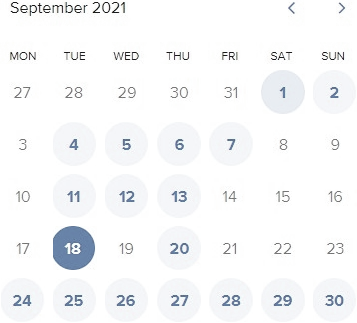 September 2021
MON TUE WED THU FRI SAT SUN
27 28 29 30 31 1 2
3 4 5 6 7 8 9
10 11 12 13 14 15 16
17 18 19 20 21 22 23
24 25 26 27 28 29 30